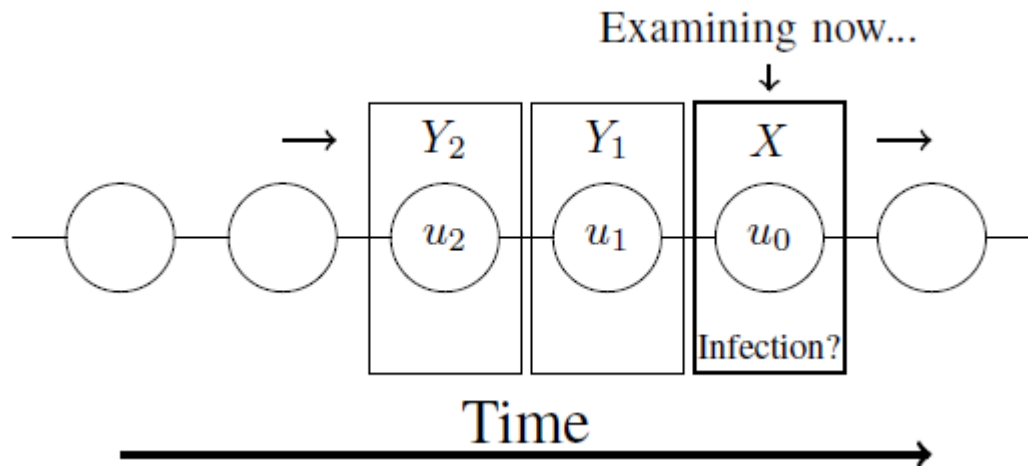 Examining now...
Y₂ Y₁ X
u₂ u₁ u₀
Infection?
Time